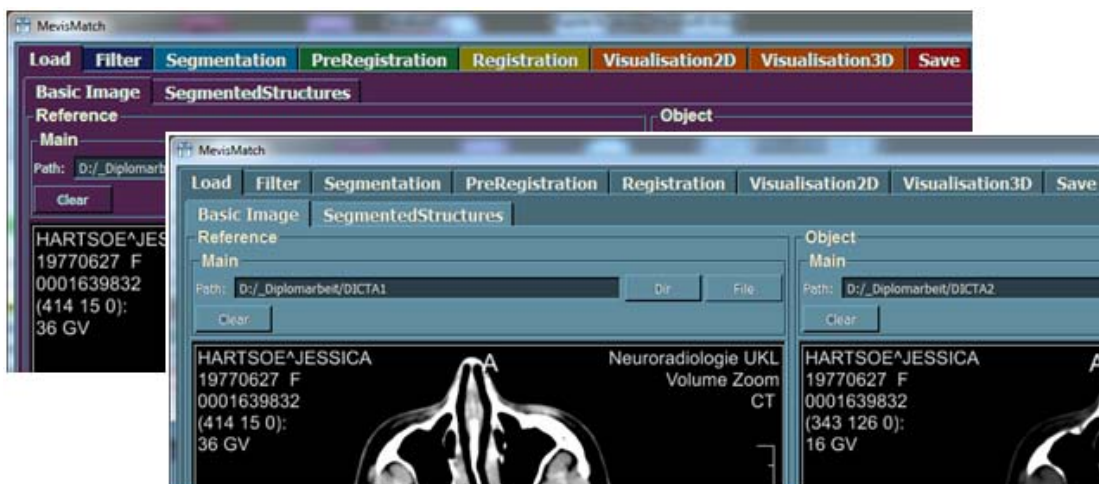 MevisMatch
Load Filter Segmentation PreRegistration Registration Visualisation2D Visualisation3D Save
Basic Image SegmentedStructures
Reference Object
Main
Path: D:/_Diplomarb
Clear
HARTSOE^JES
19770627 F
0001639832
(414 15 0):
36 GV
MevisMatch
Load Filter Segmentation PreRegistration Registration Visualisation2D Visualisation3D Save
Basic Image SegmentedStructures
Reference Object
Main Main
Path: D:/_Diplomarbeit/DICTA1 Dir File Path: D:/_Diplomarbeit/DICTA2
Clear Clear
HARTSOE^JESSICA A Neuroradiologie UKL HARTSOE^JESSICA A
19770627 F Volume Zoom 19770627 F
0001639832 CT 0001639832
(414 15 0): (343 126 0):
36 GV 16 GV